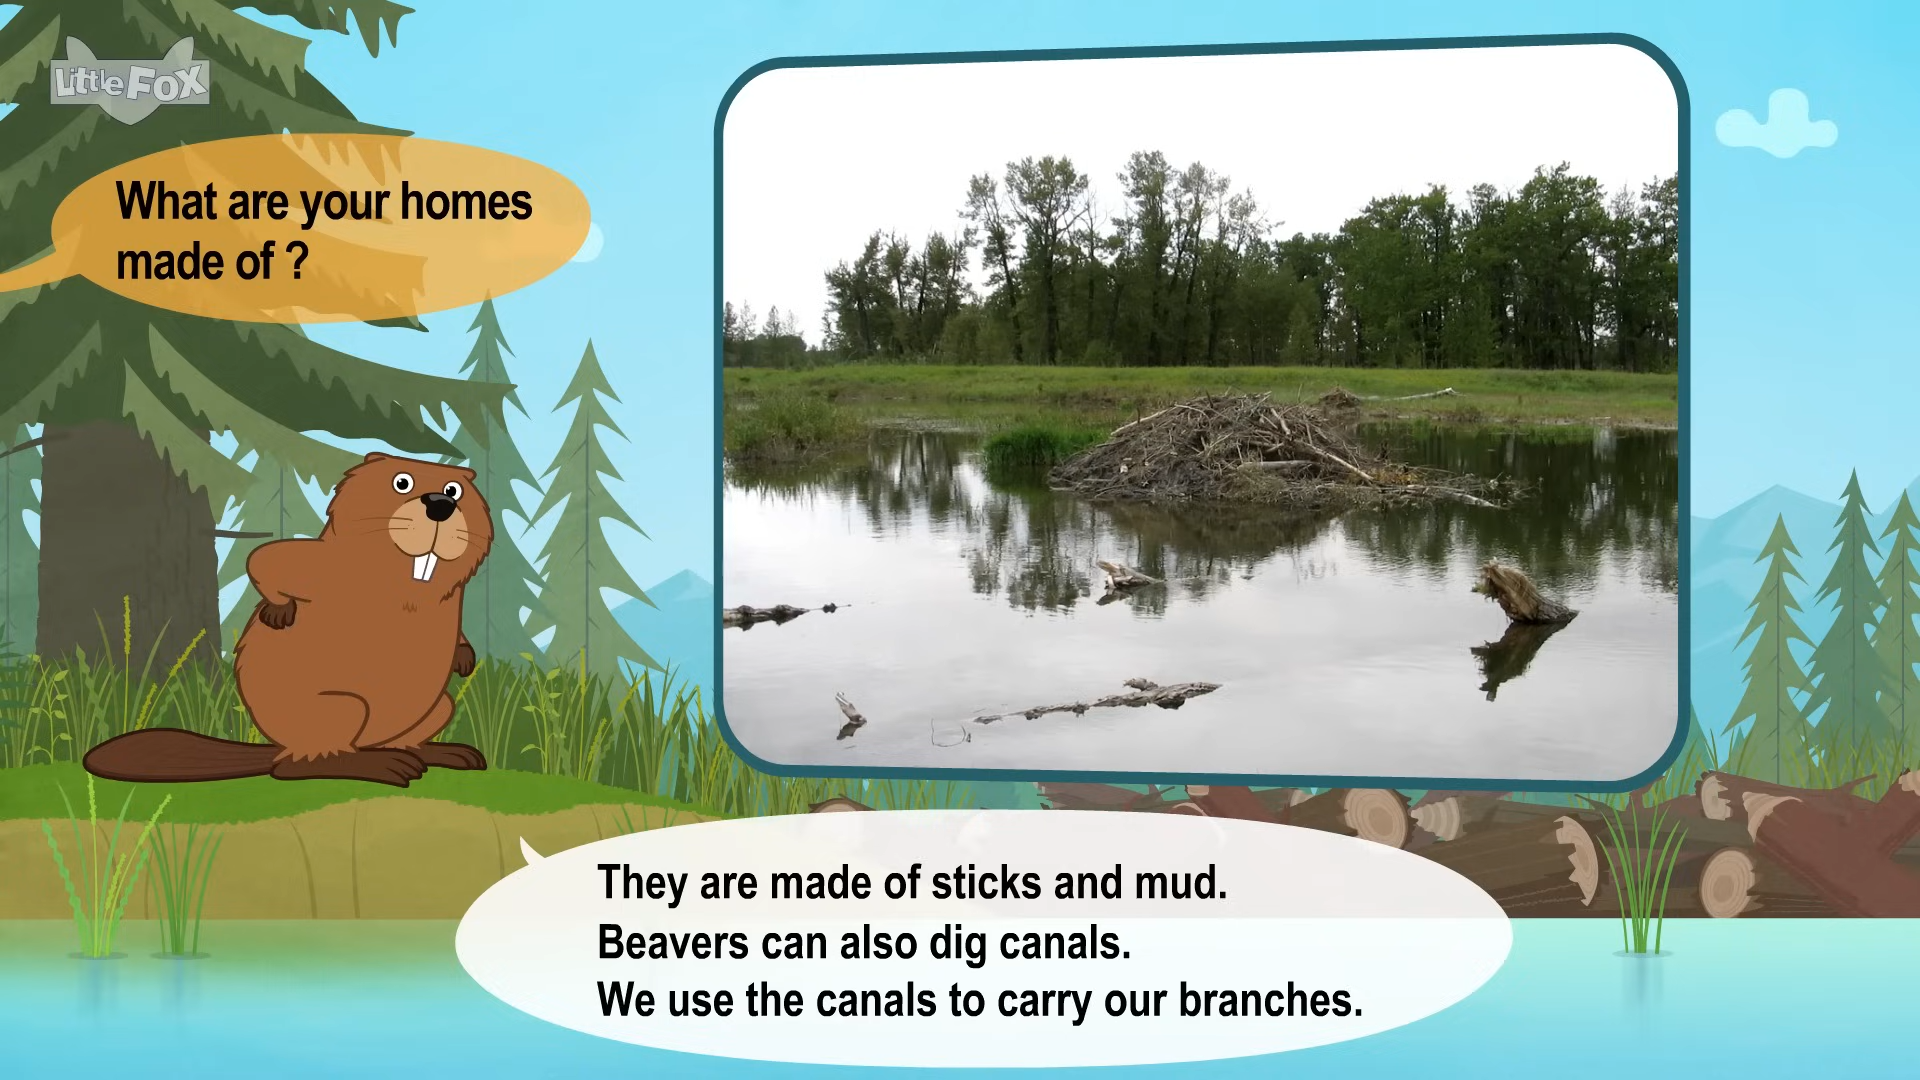 Little Fox
What are your homes
made of ?
They are made of sticks and mud.
Beavers can also dig canals.
We use the canals to carry our branches.